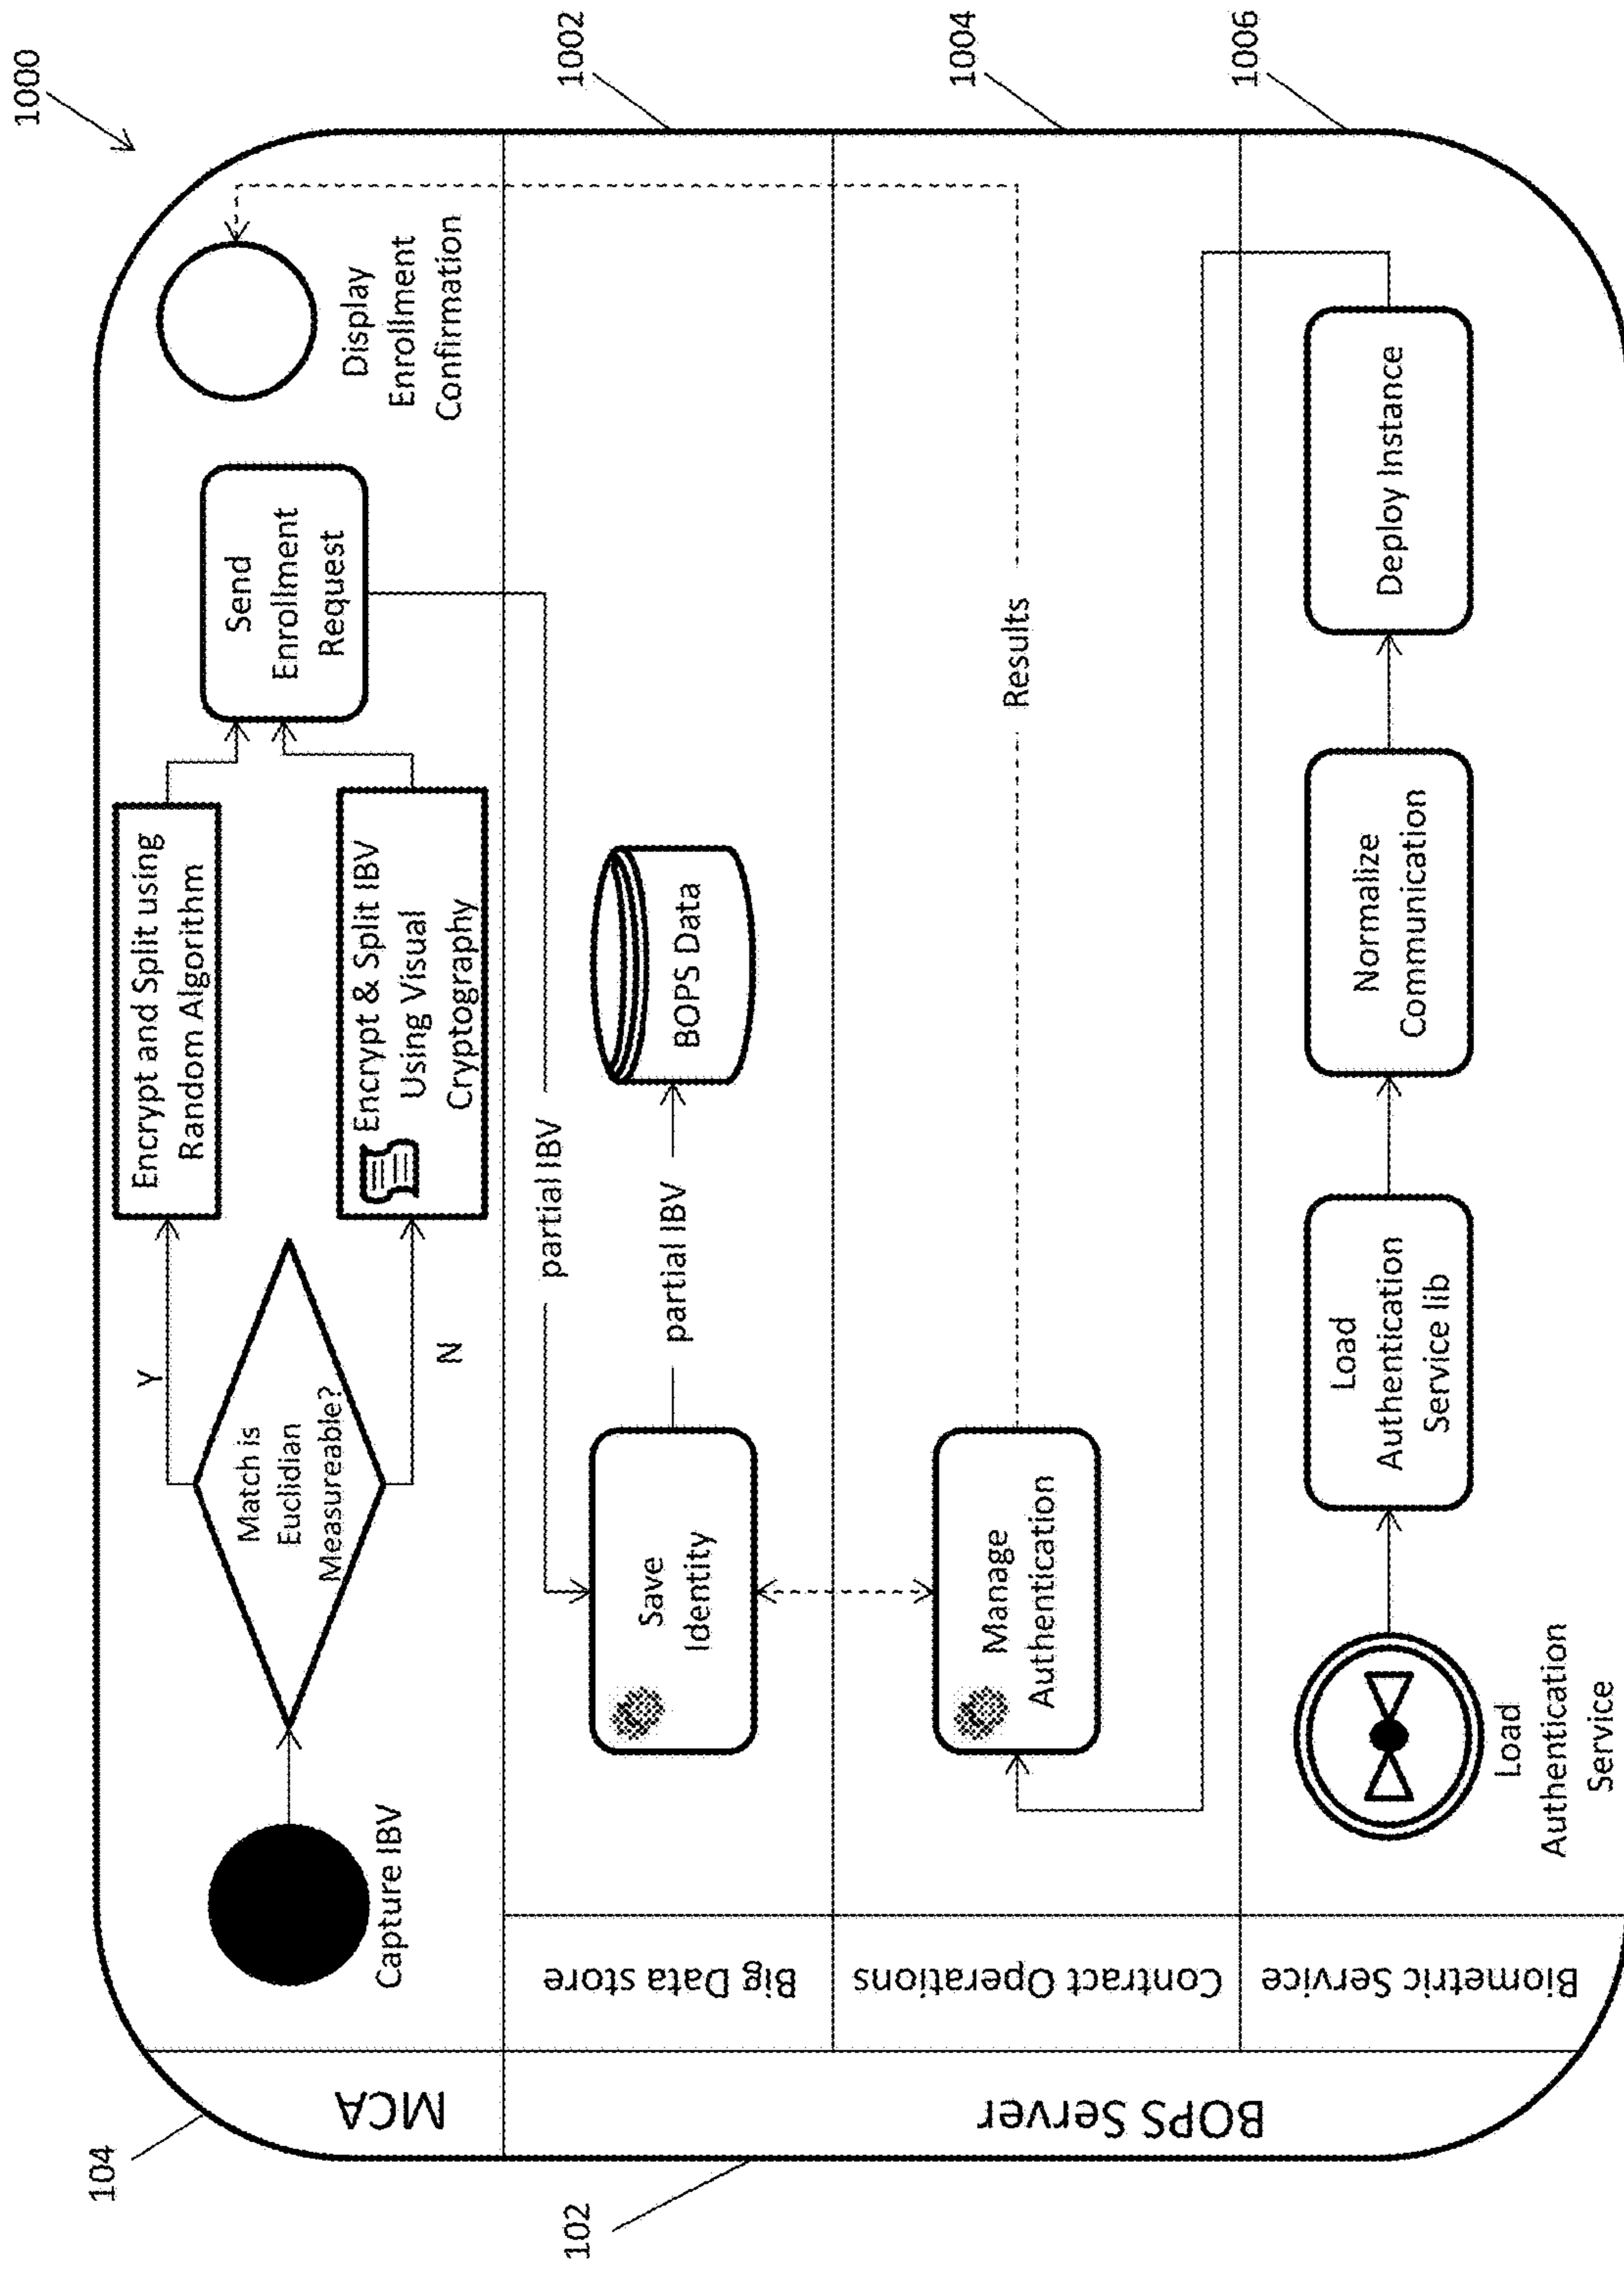 1000
104
MCA
Capture IBV
Match is
Euclidian
Measureable?
Y
N
Encrypt and Split using
Random Algorithm
Encrypt & Split IBV
Using Visual
Cryptography
Send
Enrollment
Request
Display
Enrollment
Confirmation
102
BOPS Server
Big Data store
1002
partial IBV
Save
Identity
partial IBV
BOPS Data
Contract Operations
1004
Manage
Authentication
Results
Biometric Service
1006
Load
Authentication
Service
Load
Authentication
Service lib
Normalize
Communication
Deploy Instance